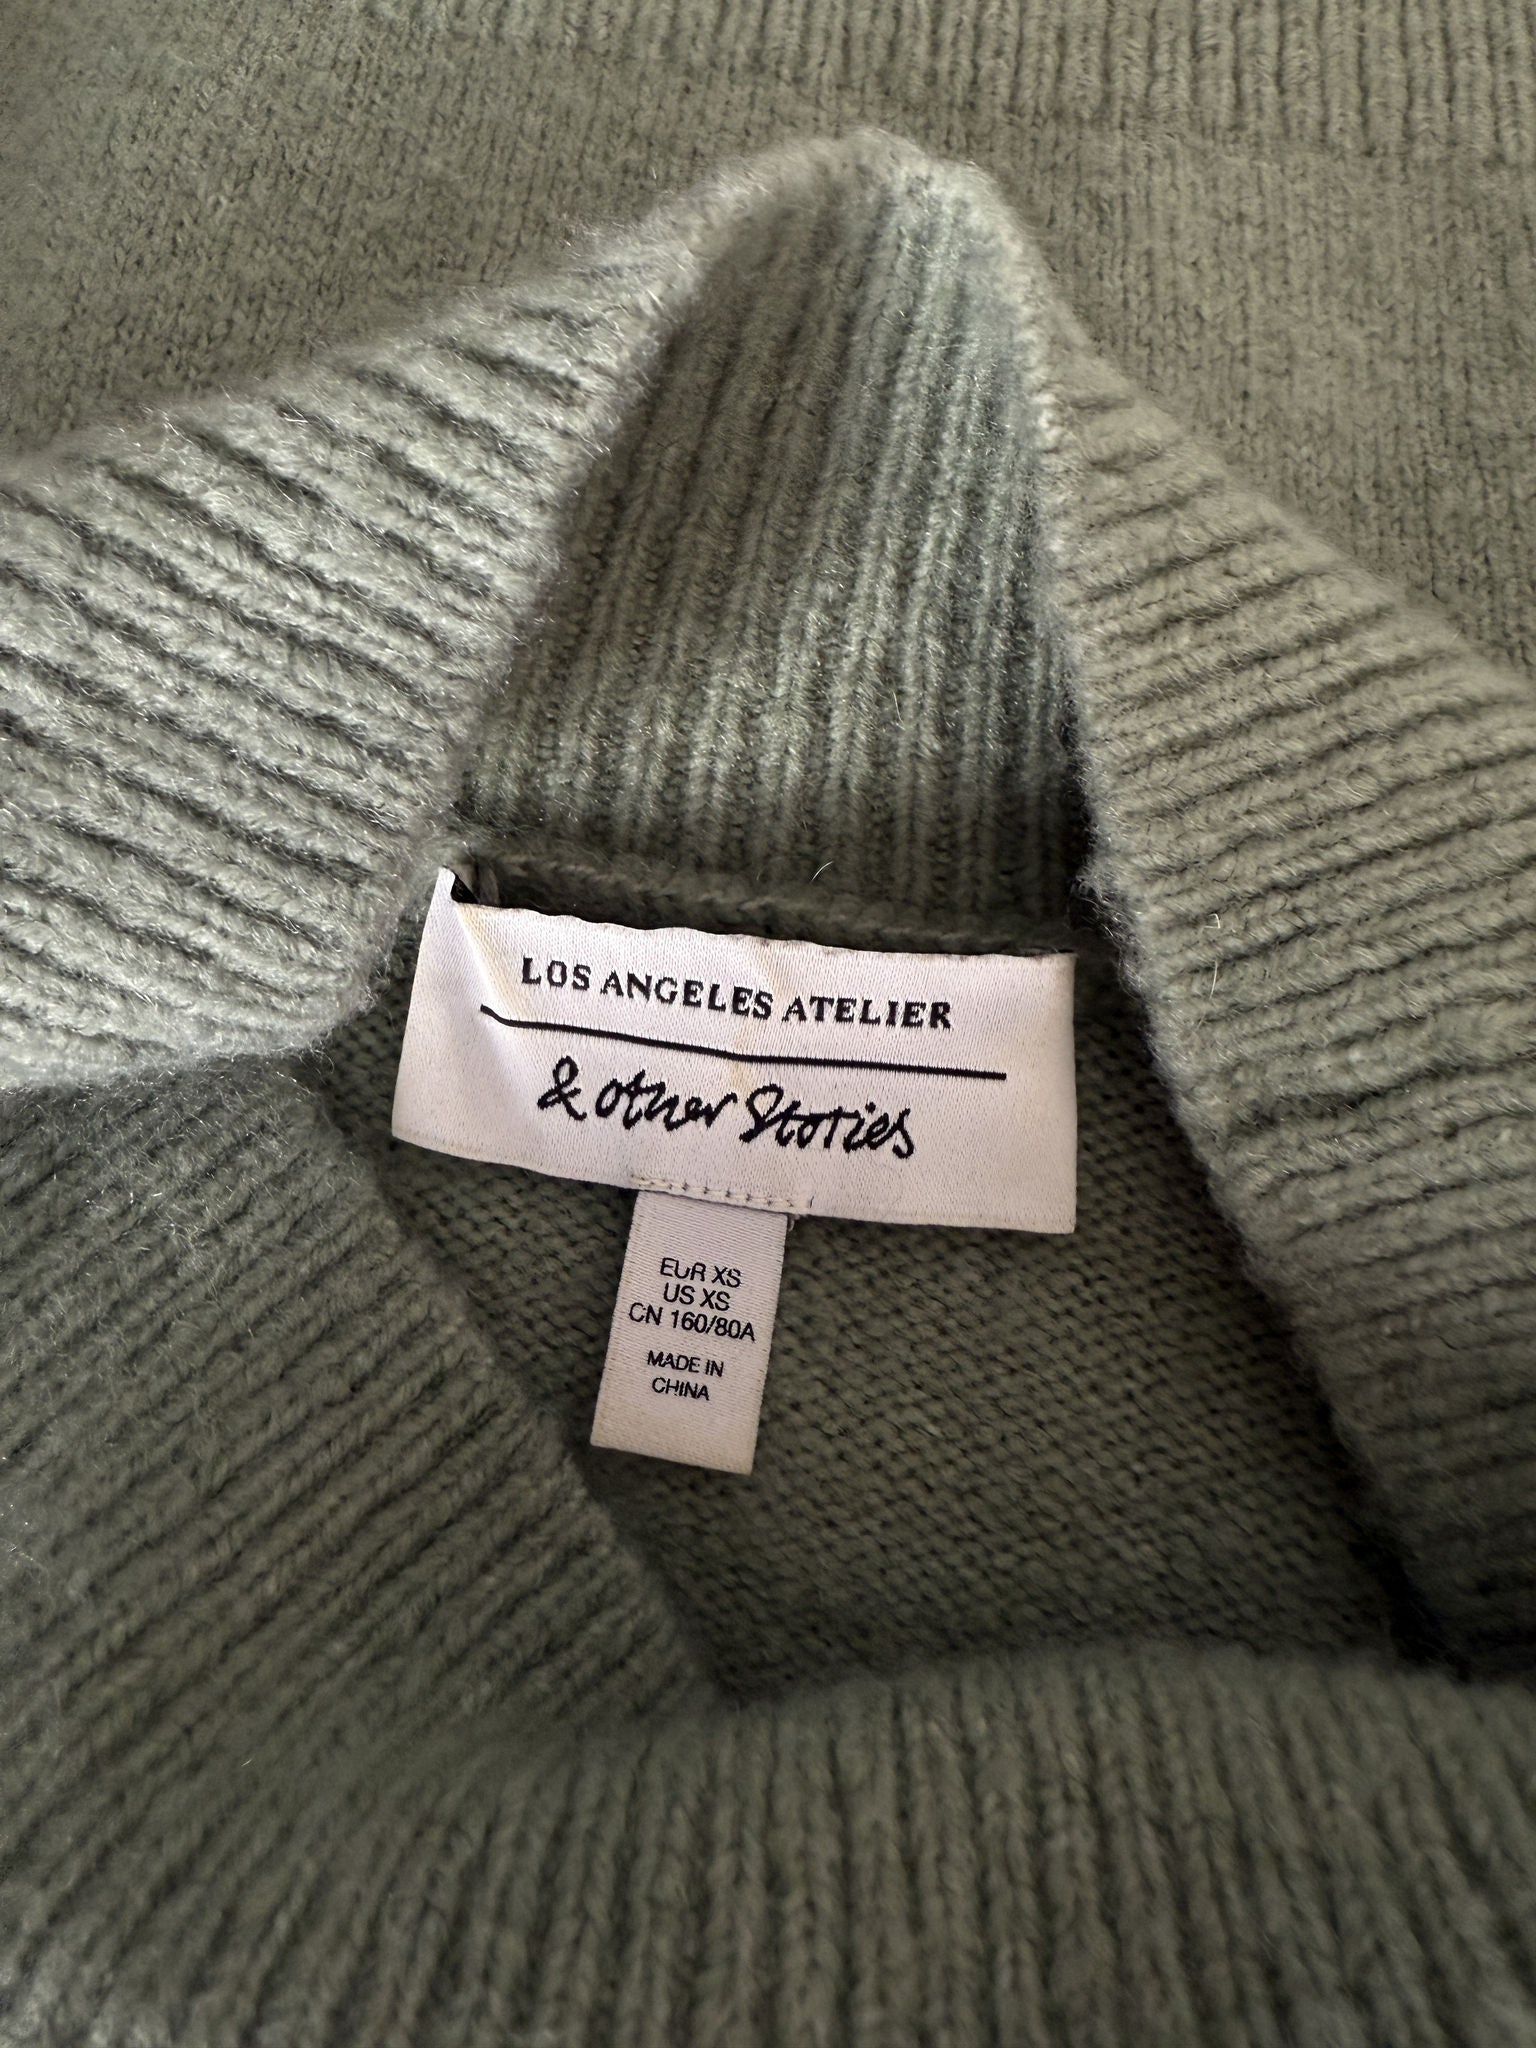 LOS ANGELES ATELIER
& other Stories
EUR XS
US XS
CN 160/80A
MADE IN
CHINA